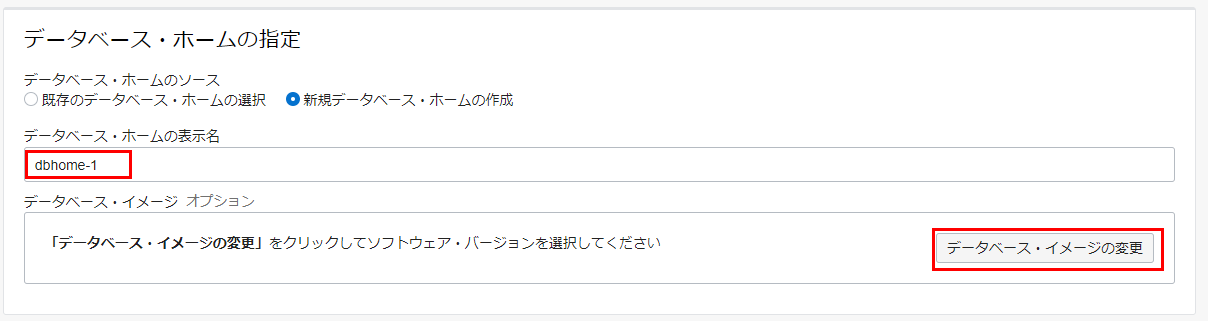 データベース・ホームの指定
データベース・ホームのソース
既存のデータベース・ホームの選択 新規データベース・ホームの作成
データベース・ホームの表示名
dbhome-1
データベース・イメージ オプション
「データベース・イメージの変更」をクリックしてソフトウェア・バージョンを選択してください
データベース・イメージの変更